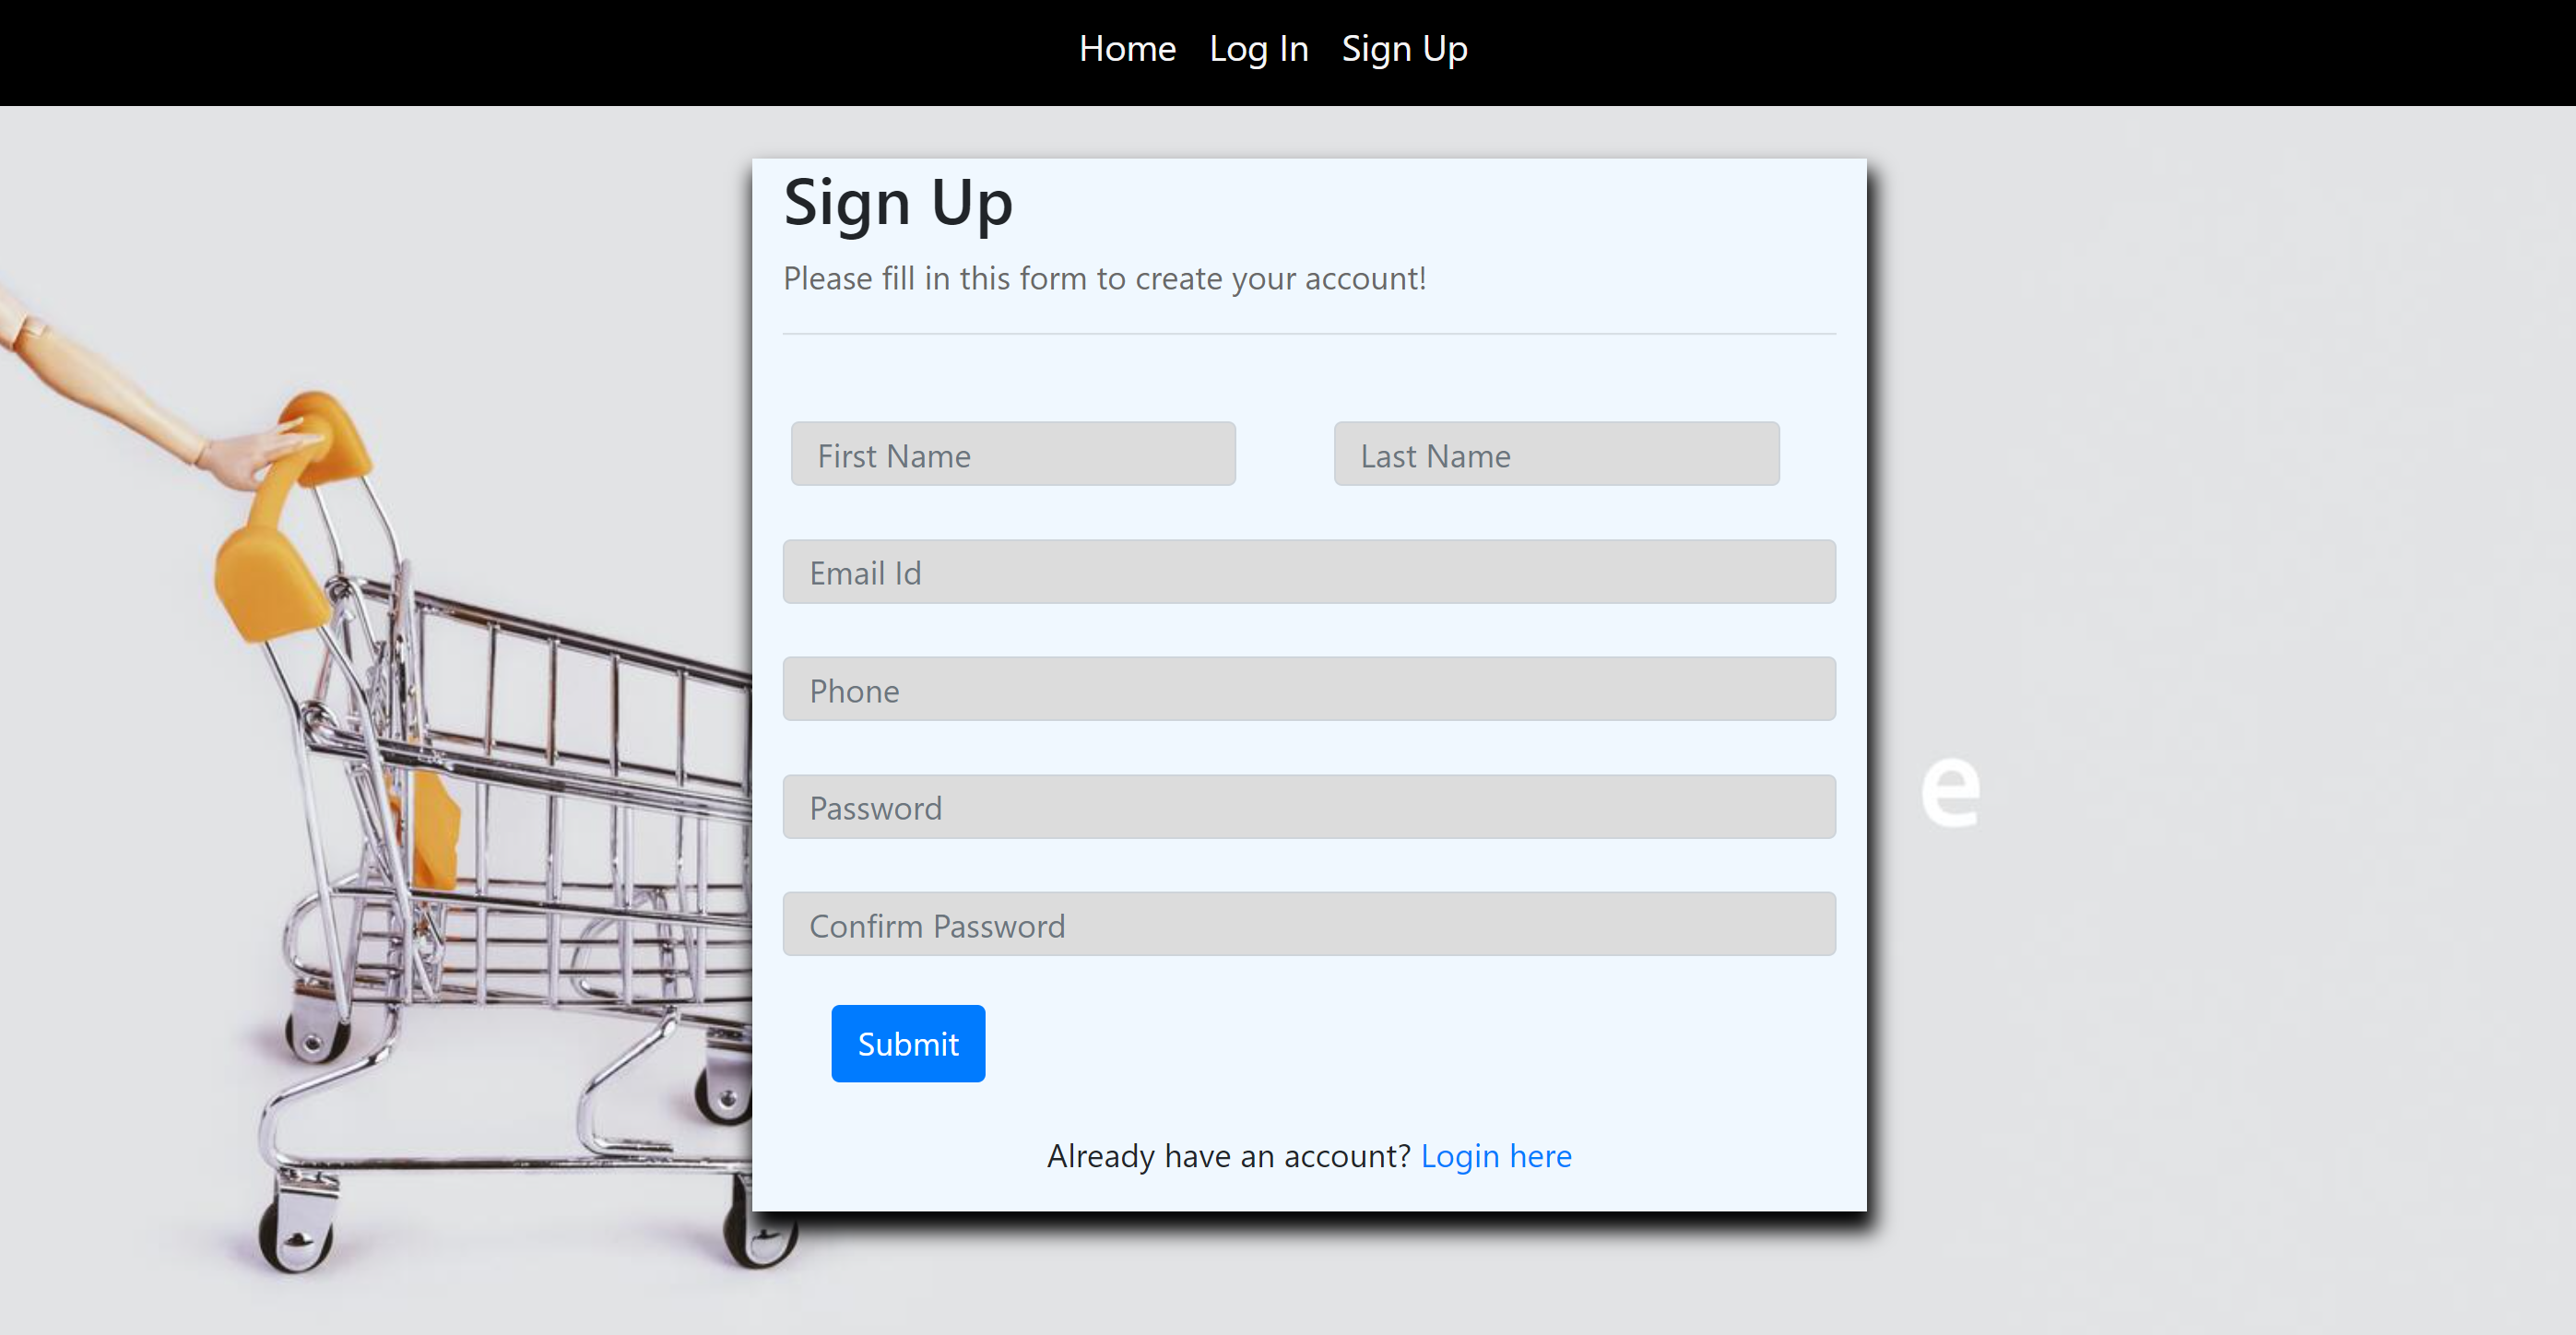 Home Log In Sign Up
Sign Up
Please fill in this form to create your account!
First Name Last Name
Email Id
Phone
Password
e
Confirm Password
Submit
Already have an account? Login here